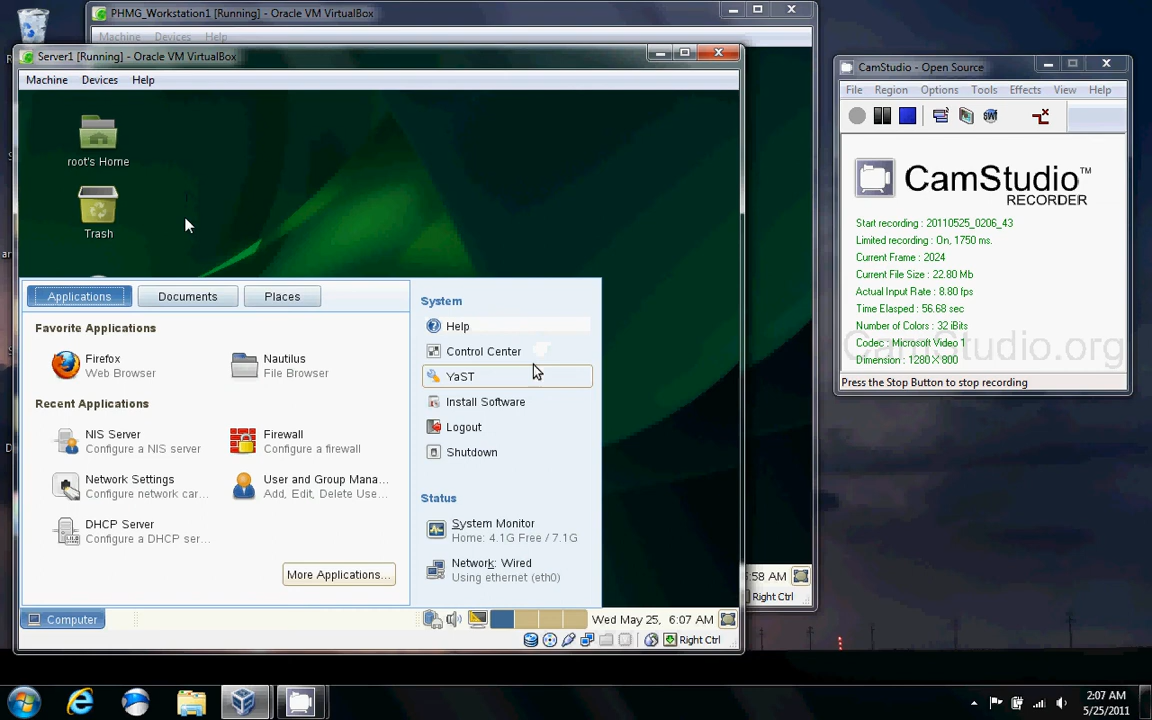 PHMG_Workstation1 [Running] - Oracle VM VirtualBox
Machine Devices Help
Server1 [Running] - Oracle VM VirtualBox
Machine Devices Help
root's Home
Trash
Applications Documents Places
Favorite Applications
Firefox
Web Browser
Nautilus
File Browser
Recent Applications
NIS Server
Configure a NIS server
Firewall
Configure a firewall
Network Settings
Configure network car...
User and Group Mana...
Add, Edit, Delete Use...
DHCP Server
Configure a DHCP ser...
More Applications...
System
Help
Control Center
YaST
Install Software
Logout
Shutdown
Status
System Monitor
Home: 4.1G Free / 7.1G
Network: Wired
Using ethernet (eth0)
Computer
Wed May 25, 6:07 AM
Right Ctrl
:58 AM
Right Ctrl
CamStudio - Open Source
File Region Options Tools Effects View Help
CamStudio™
RECORDER
Start recording : 20110525_0206_43
Limited recording : On, 1750 ms.
Current Frame : 2024
Current File Size : 22.80 Mb
Actual Input Rate : 8.80 fps
Time Elasped : 56.68 sec
Number of Colors : 32 iBits
Codec : Microsoft Video 1
Dimension : 1280 X 800
CamStudio.org
Press the Stop Button to stop recording
2:07 AM
5/25/2011